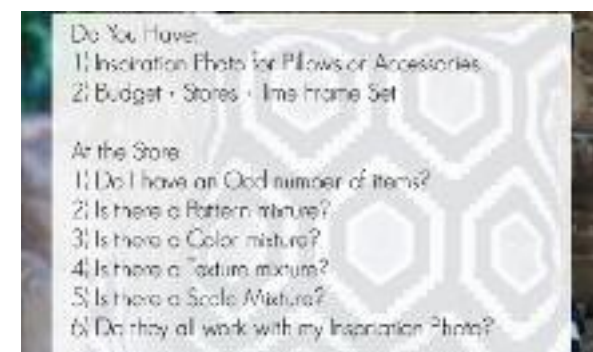 Do You Have:
1) Inspiration Photo for Pillows or Accessories
2) Budget + Stores + Time Frame Set
At the Store
1) Do I have an Odd number of items?
2) Is there a Pattern mixture?
3) Is there a Color mixture?
4) Is there a Texture mixture?
5) Is there a Scale Mixture?
6) Do they all work with my Inspriation Photo?